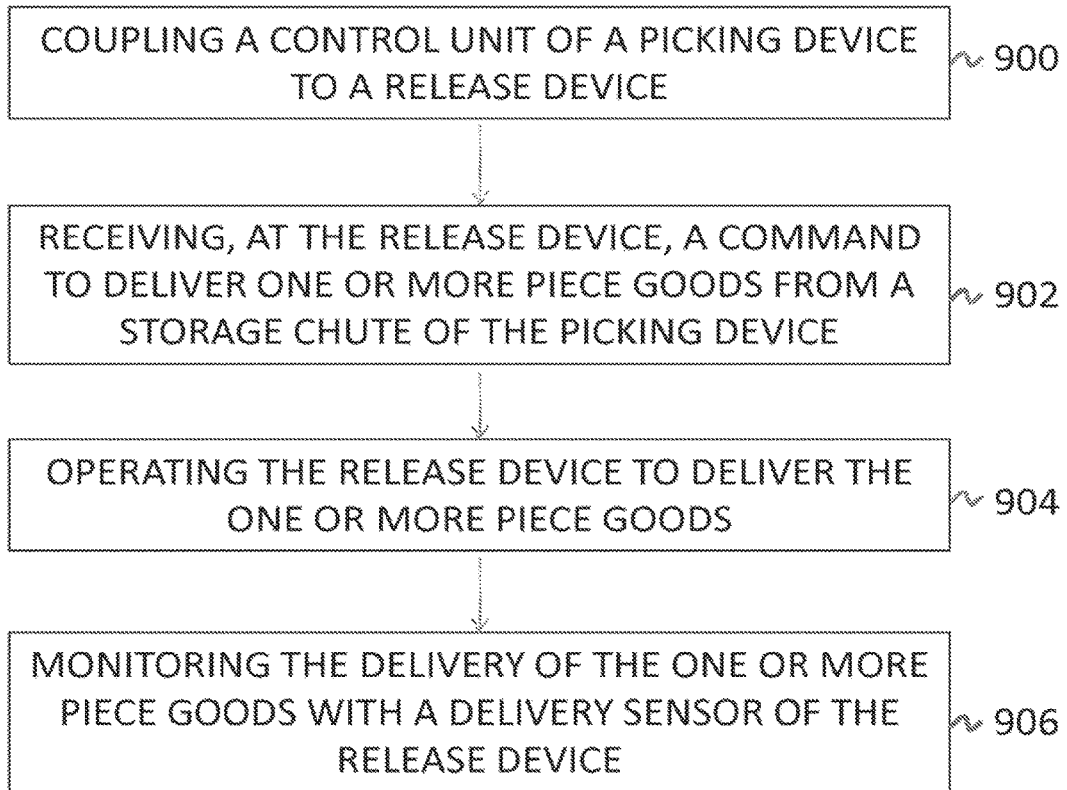 COUPLING A CONTROL UNIT OF A PICKING DEVICE
TO A RELEASE DEVICE
900
RECEIVING, AT THE RELEASE DEVICE, A COMMAND
TO DELIVER ONE OR MORE PIECE GOODS FROM A
STORAGE CHUTE OF THE PICKING DEVICE
902
OPERATING THE RELEASE DEVICE TO DELIVER THE
ONE OR MORE PIECE GOODS
904
MONITORING THE DELIVERY OF THE ONE OR MORE
PIECE GOODS WITH A DELIVERY SENSOR OF THE
RELEASE DEVICE
906